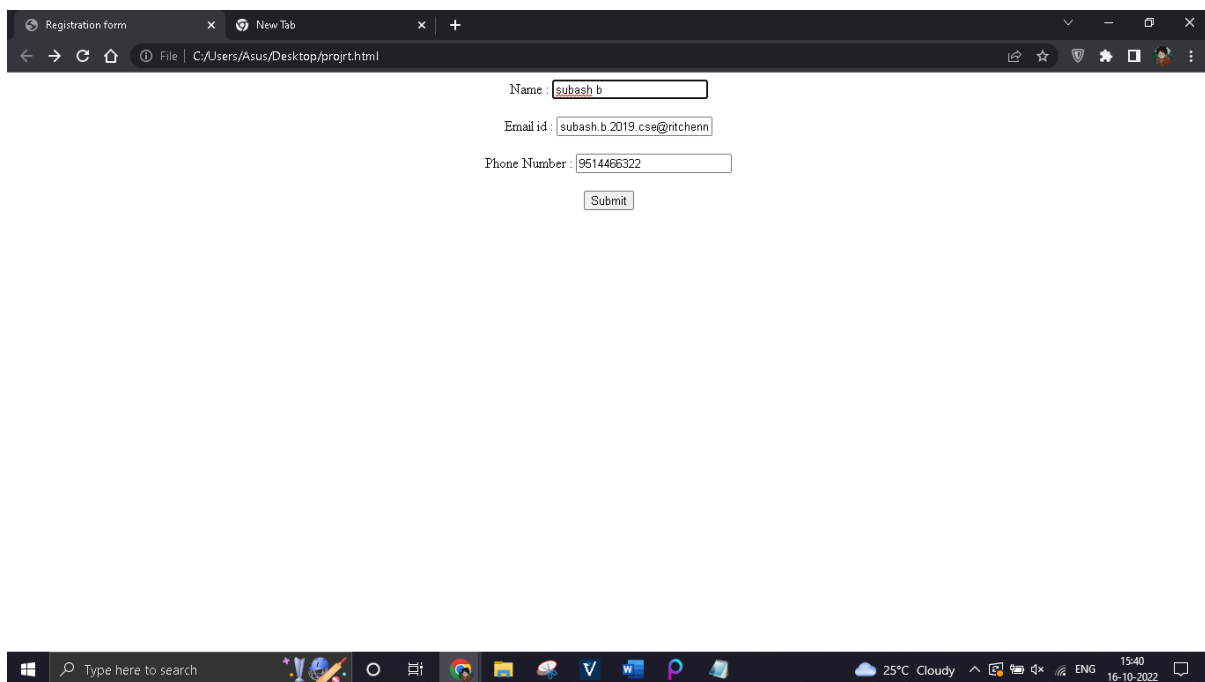 Registration form
New Tab
File | C:/Users/Asus/Desktop/projrt.html
Name : subash b
Email id : subash.b.2019.cse@ritchenn
Phone Number : 9514466322
Submit
Type here to search
25°C Cloudy
ENG
15:40
16-10-2022